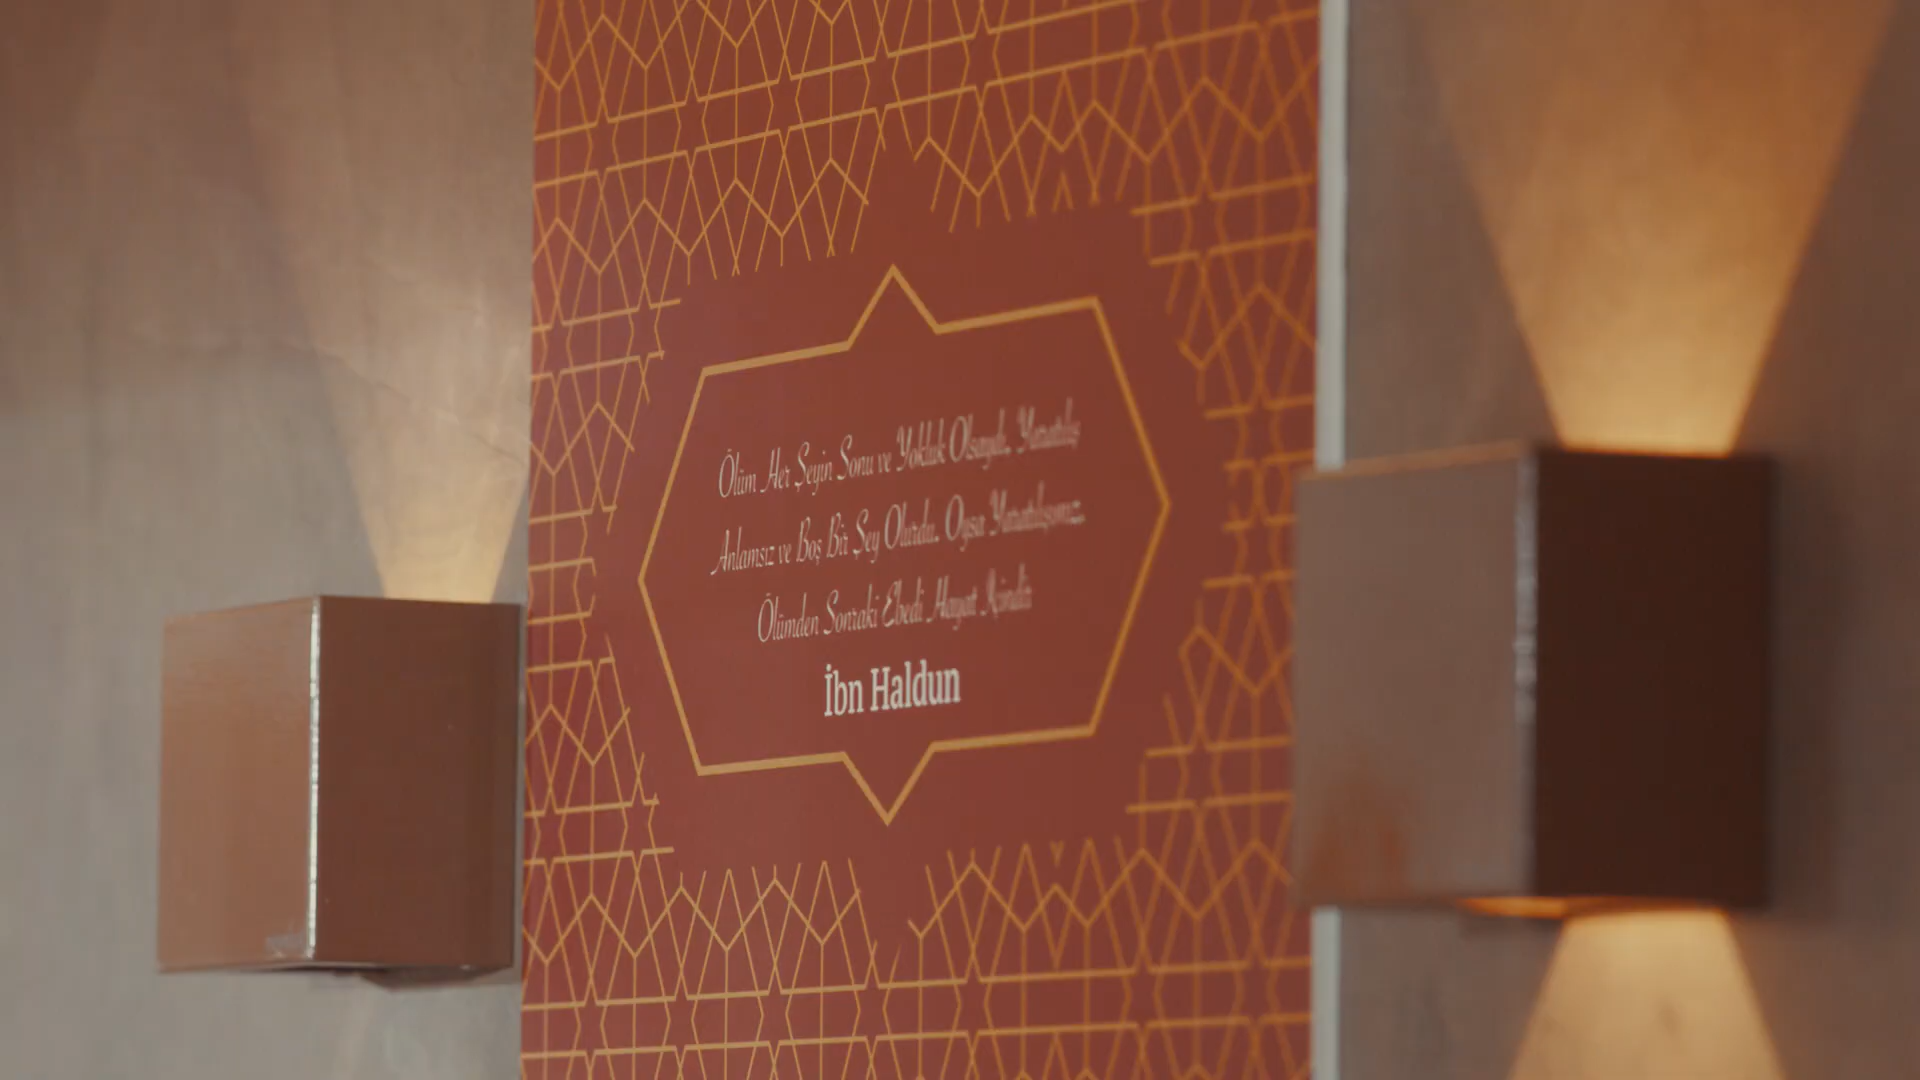 Ölüm Her Şeyin Sonu ve Yokluk Olsaydı, Yaratılış
Anlamsız ve Boş Bir Şey Olurdu. Oysa Yaratılışımız
Ölümden Sonraki Ebedi Hayat İçindir
İbn Haldun